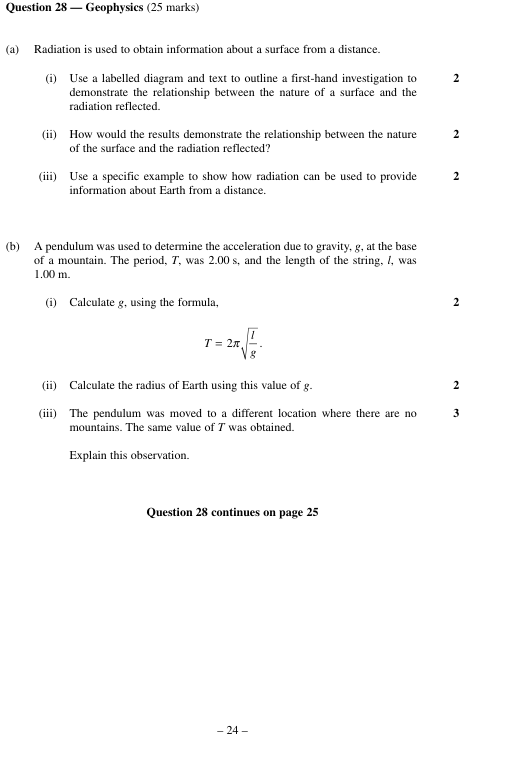 Question 28 — Geophysics (25 marks)
(a) Radiation is used to obtain information about a surface from a distance.
(i) Use a labelled diagram and text to outline a first-hand investigation to 2
demonstrate the relationship between the nature of a surface and the
radiation reflected.
(ii) How would the results demonstrate the relationship between the nature 2
of the surface and the radiation reflected?
(iii) Use a specific example to show how radiation can be used to provide 2
information about Earth from a distance.
(b) A pendulum was used to determine the acceleration due to gravity, g, at the base
of a mountain. The period, T, was 2.00 s, and the length of the string, l, was
1.00 m.
(i) Calculate g, using the formula, 2
T = 2π√(l/g).
(ii) Calculate the radius of Earth using this value of g. 2
(iii) The pendulum was moved to a different location where there are no 3
mountains. The same value of T was obtained.
Explain this observation.
Question 28 continues on page 25
– 24 –